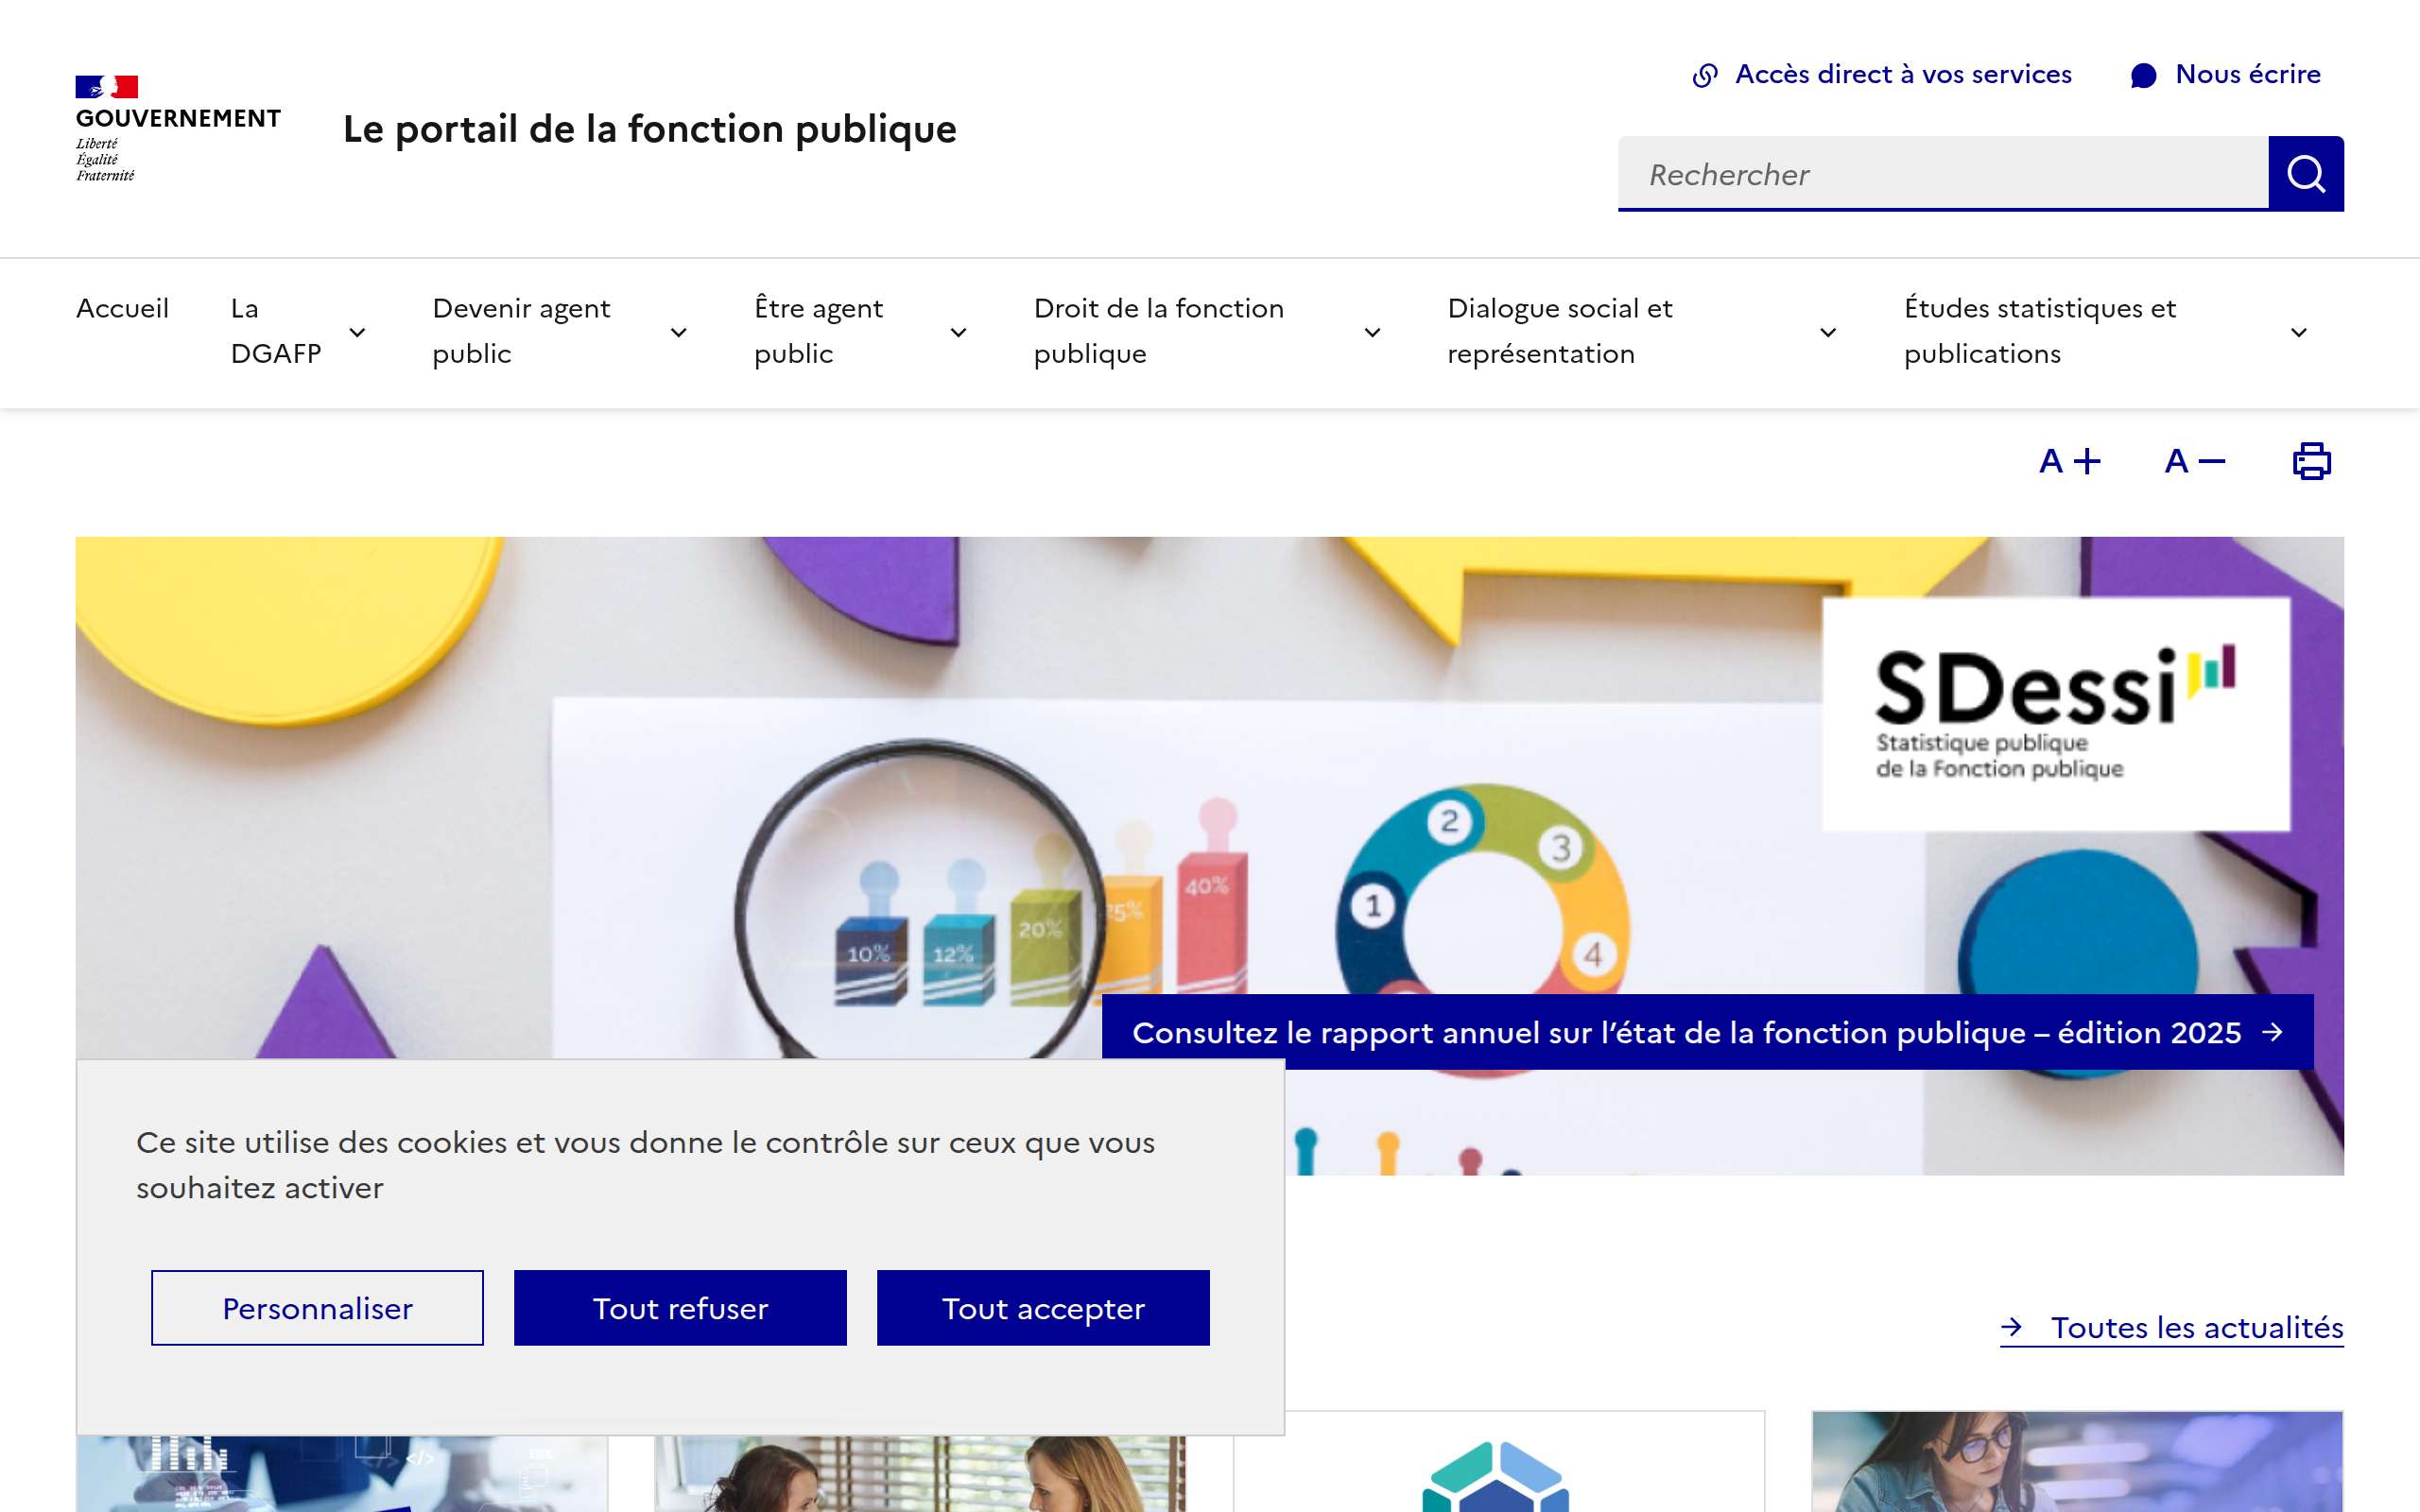 GOUVERNEMENT
Liberté
Égalité
Fraternité
Le portail de la fonction publique
Accès direct à vos services
Nous écrire
Rechercher
Accueil
La DGAFP
Devenir agent public
Être agent public
Droit de la fonction publique
Dialogue social et représentation
Études statistiques et publications
A+
A−
SDessi
Statistique publique
de la Fonction publique
10%
12%
20%
40%
1
2
3
4
Consultez le rapport annuel sur l’état de la fonction publique – édition 2025
Ce site utilise des cookies et vous donne le contrôle sur ceux que vous
souhaitez activer
Personnaliser
Tout refuser
Tout accepter
Toutes les actualités